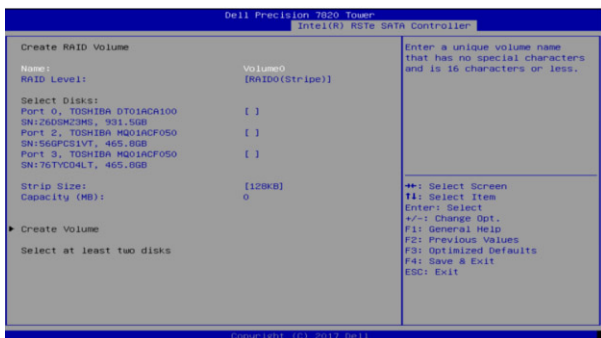 Dell Precision 7820 Tower
Intel(R) RSTe SATA Controller
Create RAID Volume
Name: Volume0
RAID Level: [RAID0(Stripe)]
Select Disks:
Port 0, TOSHIBA DT01ACA100 [ ]
SN:Z6DSMZ3MS, 931.5GB
Port 2, TOSHIBA MQ01ACF050 [ ]
SN:56GPCS1VT, 465.8GB
Port 3, TOSHIBA MQ01ACF050 [ ]
SN:76TYC04LT, 465.8GB
Strip Size: [128KB]
Capacity (MB): 0
Create Volume
Select at least two disks
Enter a unique volume name
that has no special characters
and is 16 characters or less.
→←: Select Screen
↑↓: Select Item
Enter: Select
+/-: Change Opt.
F1: General Help
F2: Previous Values
F3: Optimized Defaults
F4: Save & Exit
ESC: Exit
Copyright (C) 2017 Dell